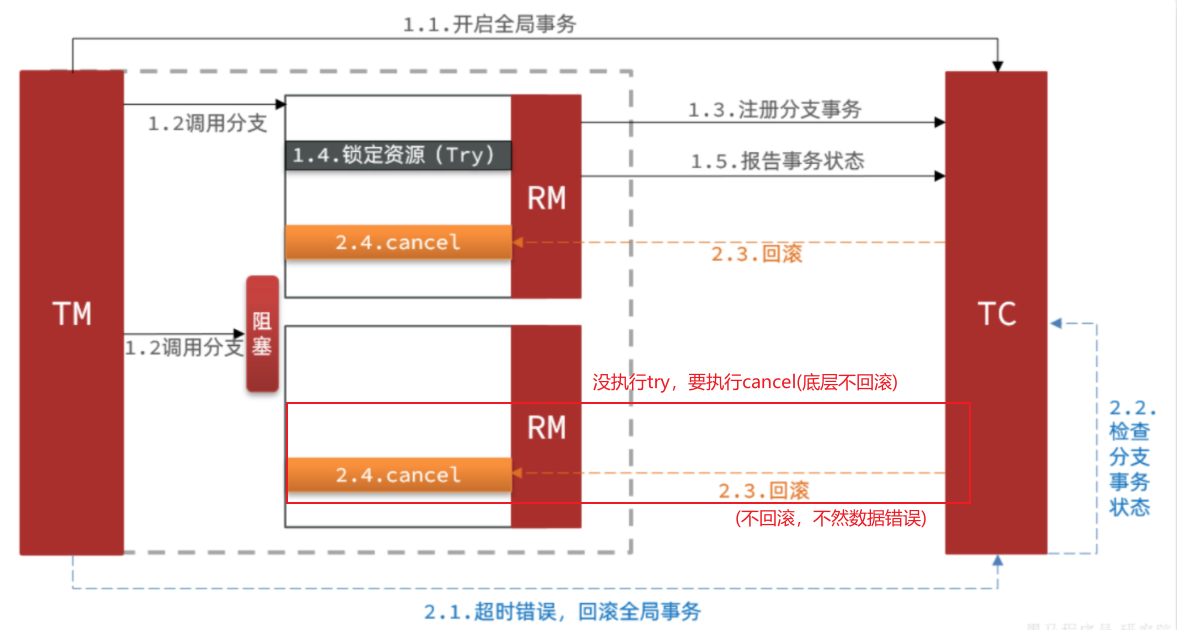 1.1.开启全局事务
TM
1.2调用分支
1.4.锁定资源（Try）
RM
1.3.注册分支事务
1.5.报告事务状态
2.4.cancel
2.3.回滚
TC
1.2调用分支
阻
塞
没执行try，要执行cancel(底层不回滚)
RM
2.4.cancel
2.3.回滚
(不回滚，不然数据错误)
2.2.
检查
分支
事务
状态
2.1.超时错误，回滚全局事务